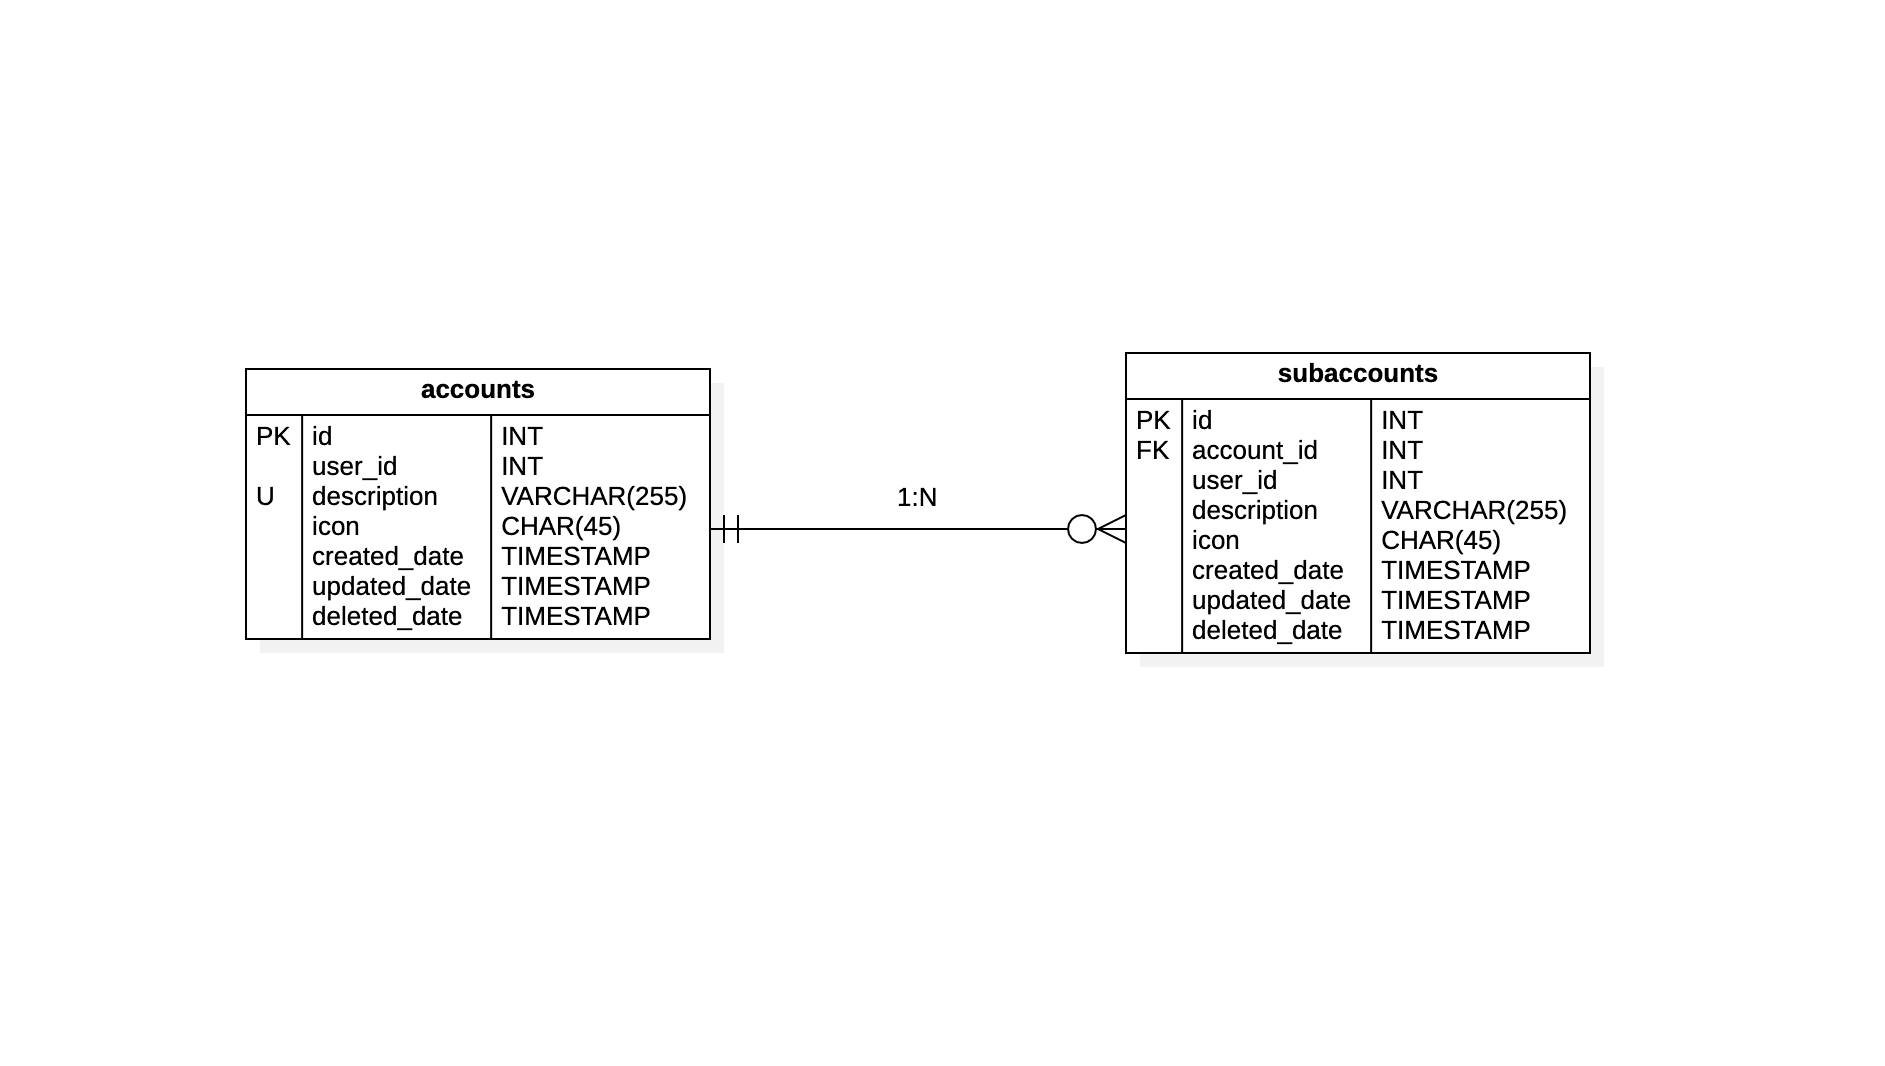 accounts
PK id INT
user_id INT
U description VARCHAR(255)
icon CHAR(45)
created_date TIMESTAMP
updated_date TIMESTAMP
deleted_date TIMESTAMP
1:N
subaccounts
PK id INT
FK account_id INT
user_id INT
description VARCHAR(255)
icon CHAR(45)
created_date TIMESTAMP
updated_date TIMESTAMP
deleted_date TIMESTAMP